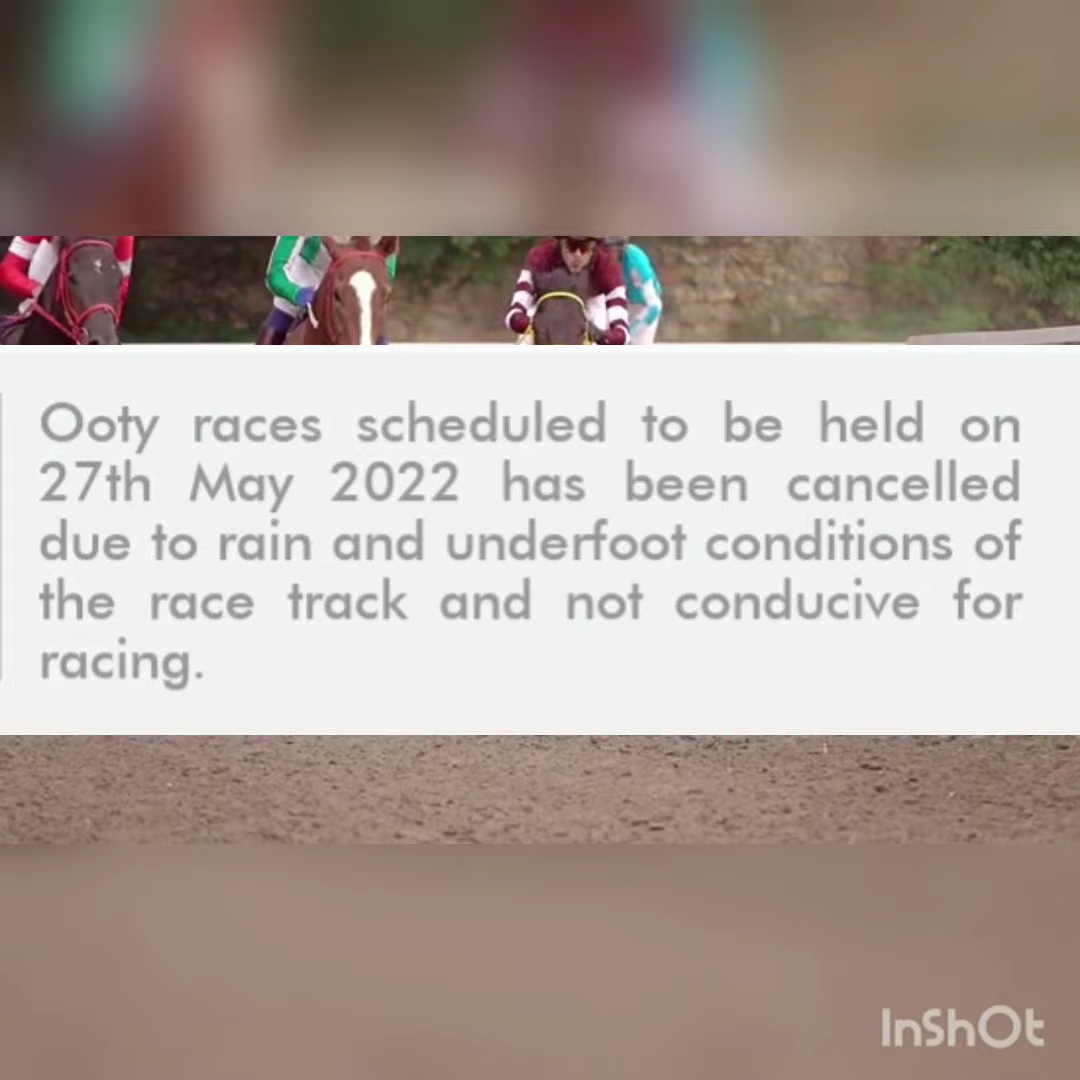 Ooty races scheduled to be held on
27th May 2022 has been cancelled
due to rain and underfoot conditions of
the race track and not conducive for
racing.
InShOt